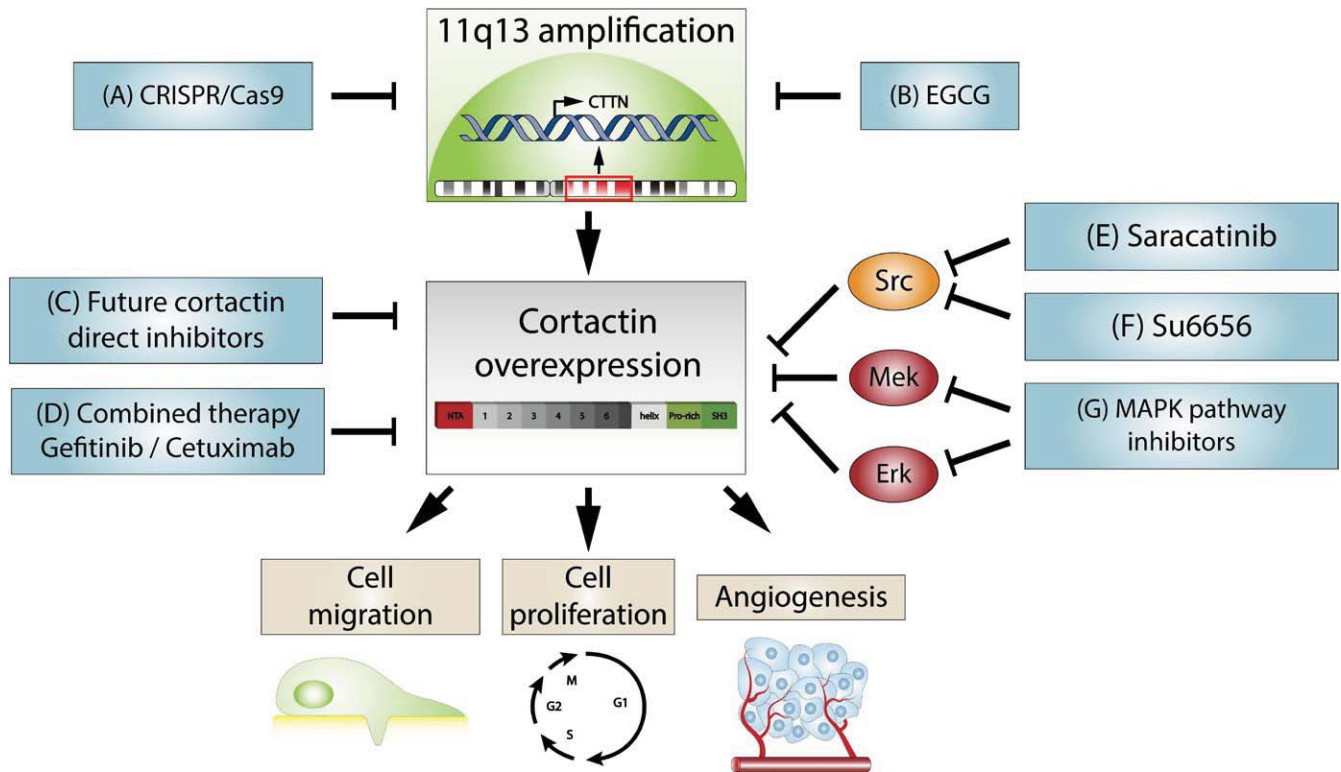 11q13 amplification
(A) CRISPR/Cas9
CTTN
(B) EGCG
(C) Future cortactin
direct inhibitors
(D) Combined therapy
Gefitinib / Cetuximab
Cortactin
overexpression
NTA 1 2 3 4 5 6 helix Pro-rich SH3
Src
Mek
Erk
(E) Saracatinib
(F) Su6656
(G) MAPK pathway
inhibitors
Cell
migration
Cell
proliferation
Angiogenesis
M
G2
G1
S